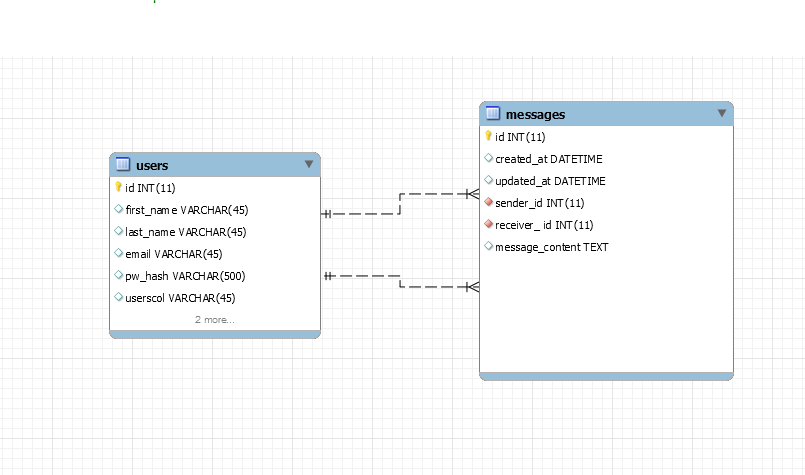 users
id INT(11)
first_name VARCHAR(45)
last_name VARCHAR(45)
email VARCHAR(45)
pw_hash VARCHAR(500)
userscol VARCHAR(45)
2 more...
messages
id INT(11)
created_at DATETIME
updated_at DATETIME
sender_id INT(11)
receiver_ id INT(11)
message_content TEXT